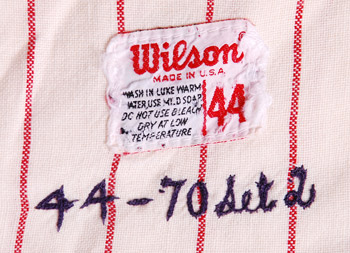 Wilson
MADE IN U.S.A.
WASH IN LUKE WARM
WATER, USE MILD SOAP
DO NOT USE BLEACH
DRY AT LOW
TEMPERATURE
44
44-70 Set 2